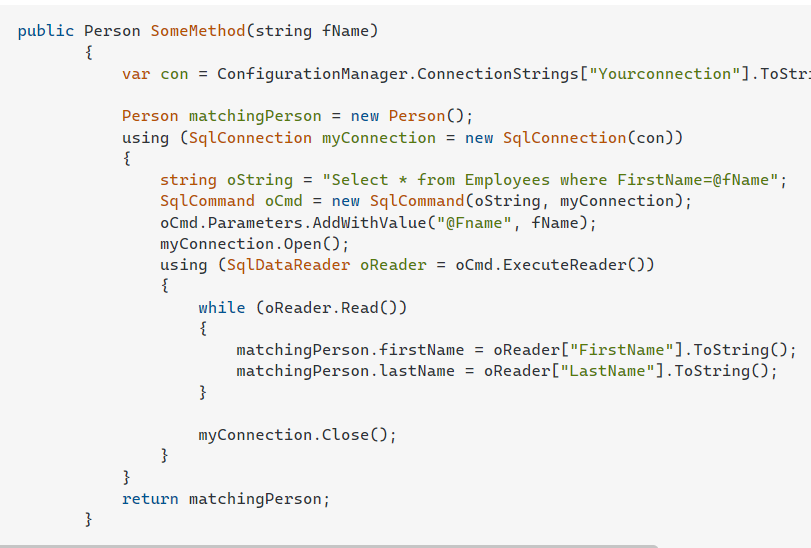 public Person SomeMethod(string fName)
{
var con = ConfigurationManager.ConnectionStrings["Yourconnection"].ToStri
Person matchingPerson = new Person();
using (SqlConnection myConnection = new SqlConnection(con))
{
string oString = "Select * from Employees where FirstName=@fName";
SqlCommand oCmd = new SqlCommand(oString, myConnection);
oCmd.Parameters.AddWithValue("@Fname", fName);
myConnection.Open();
using (SqlDataReader oReader = oCmd.ExecuteReader())
{
while (oReader.Read())
{
matchingPerson.firstName = oReader["FirstName"].ToString();
matchingPerson.lastName = oReader["LastName"].ToString();
}
myConnection.Close();
}
}
return matchingPerson;
}